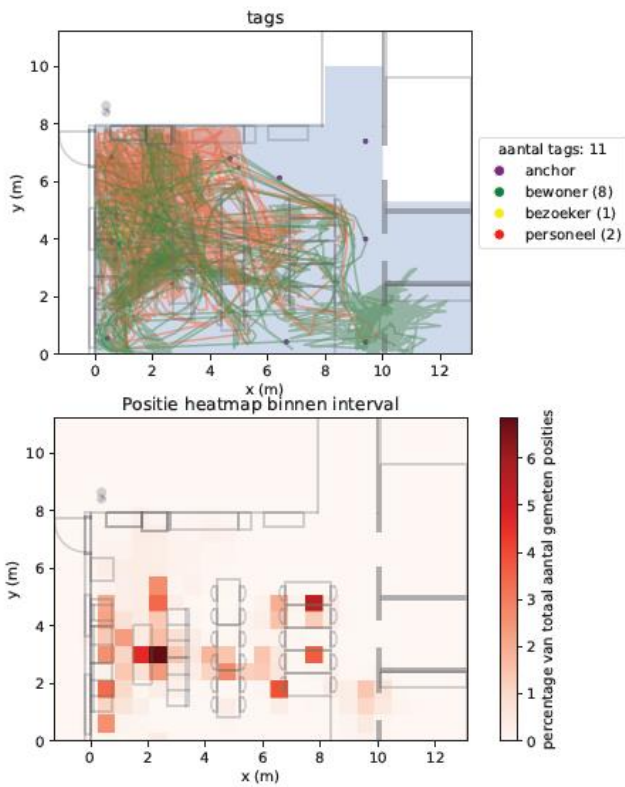 tags
10
8
6
4
2
0
y (m)
0 2 4 6 8 10 12
x (m)
aantal tags: 11
anchor
bewoner (8)
bezoeker (1)
personeel (2)
Positie heatmap binnen interval
10
8
6
4
2
0
y (m)
0 2 4 6 8 10 12
x (m)
6
5
4
3
2
1
0
percentage van totaal aantal gemeten posities